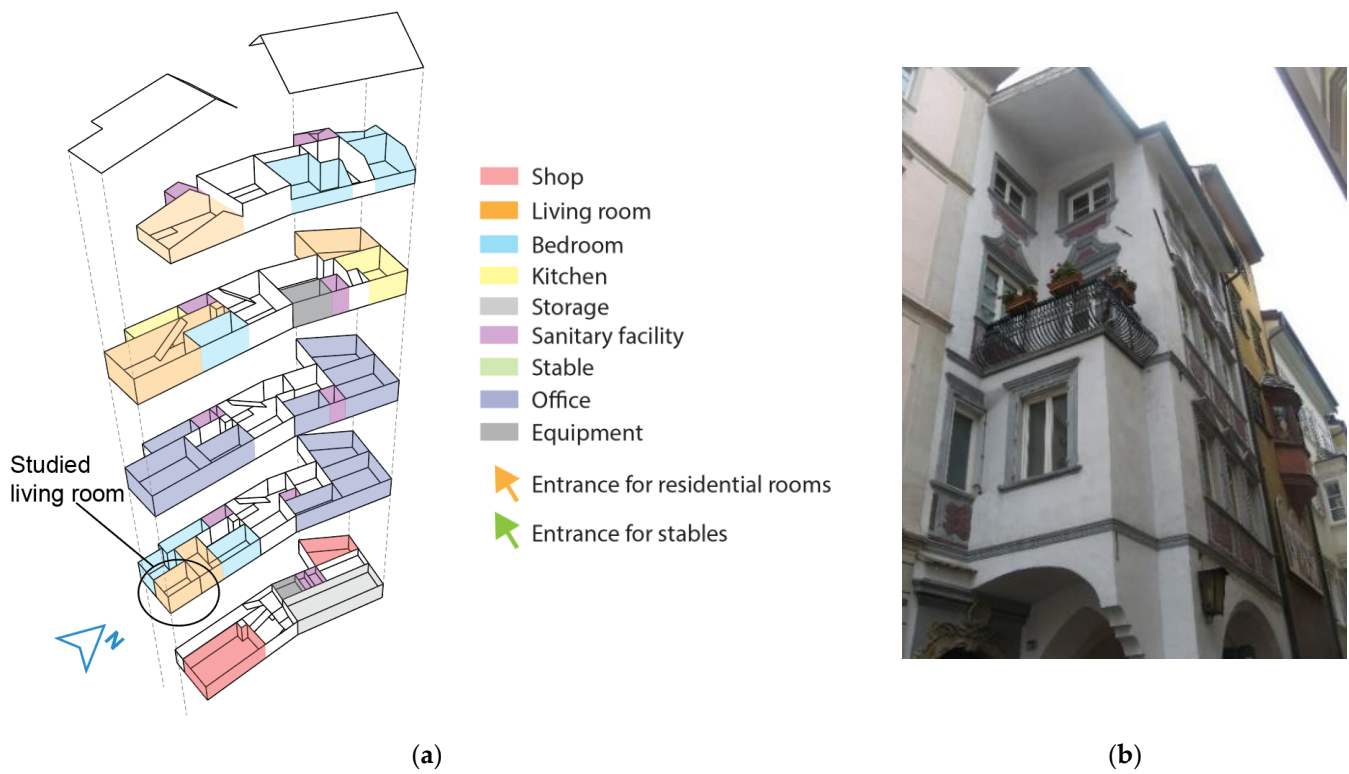 Shop
Living room
Bedroom
Kitchen
Storage
Sanitary facility
Stable
Office
Equipment
Entrance for residential rooms
Entrance for stables
Studied
living room
N
(a)
(b)